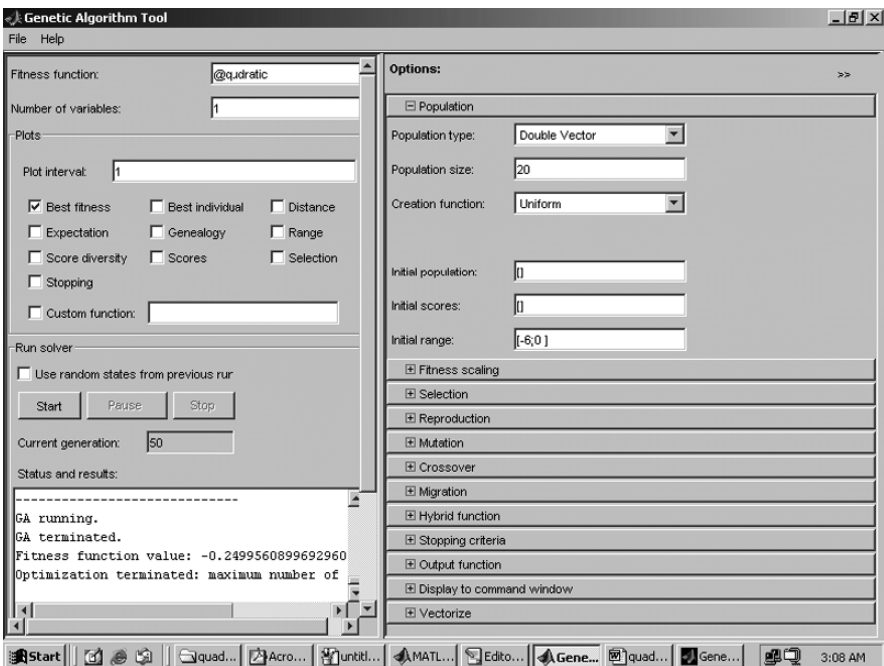 Genetic Algorithm Tool
File Help
Fitness function: @qudratic
Number of variables: 1
Plots
Plot interval: 1
Best fitness Best individual Distance
Expectation Genealogy Range
Score diversity Scores Selection
Stopping
Custom function:
Run solver
Use random states from previous rur
Start Pause Stop
Current generation: 50
Status and results:
------------------------------
GA running.
GA terminated.
Fitness function value: -0.2499560899692960
Optimization terminated: maximum number of
Options: >>
Population
Population type: Double Vector
Population size: 20
Creation function: Uniform
Initial population: []
Initial scores: []
Initial range: [-6;0 ]
Fitness scaling
Selection
Reproduction
Mutation
Crossover
Migration
Hybrid function
Stopping criteria
Output function
Display to command window
Vectorize
Start quad... Acro... untitl... MATL... Edito... Gene... quad... Gene... 3:08 AM